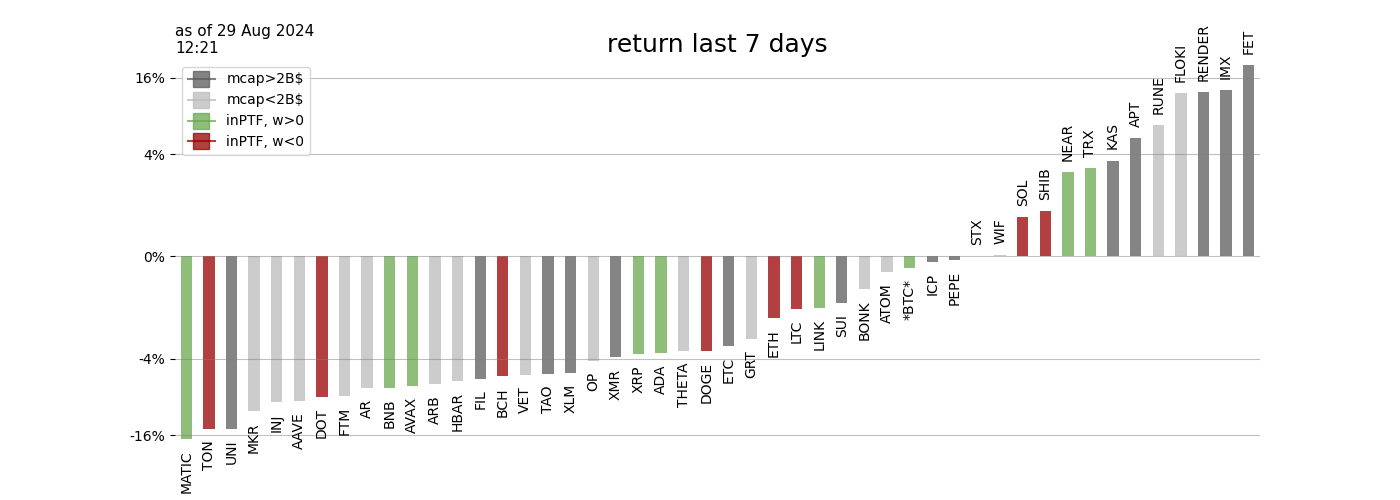 as of 29 Aug 2024
12:21
return last 7 days
mcap>2B$
mcap<2B$
inPTF, w>0
inPTF, w<0
16%
4%
0%
-4%
-16%
MATIC
TON
UNI
MKR
INJ
AAVE
DOT
FTM
AR
BNB
AVAX
ARB
HBAR
FIL
BCH
VET
TAO
XLM
OP
XMR
XRP
ADA
THETA
DOGE
ETC
GRT
ETH
LTC
LINK
SUI
BONK
ATOM
*BTC*
ICP
PEPE
STX
WIF
SOL
SHIB
NEAR
TRX
KAS
APT
RUNE
FLOKI
RENDER
IMX
FET